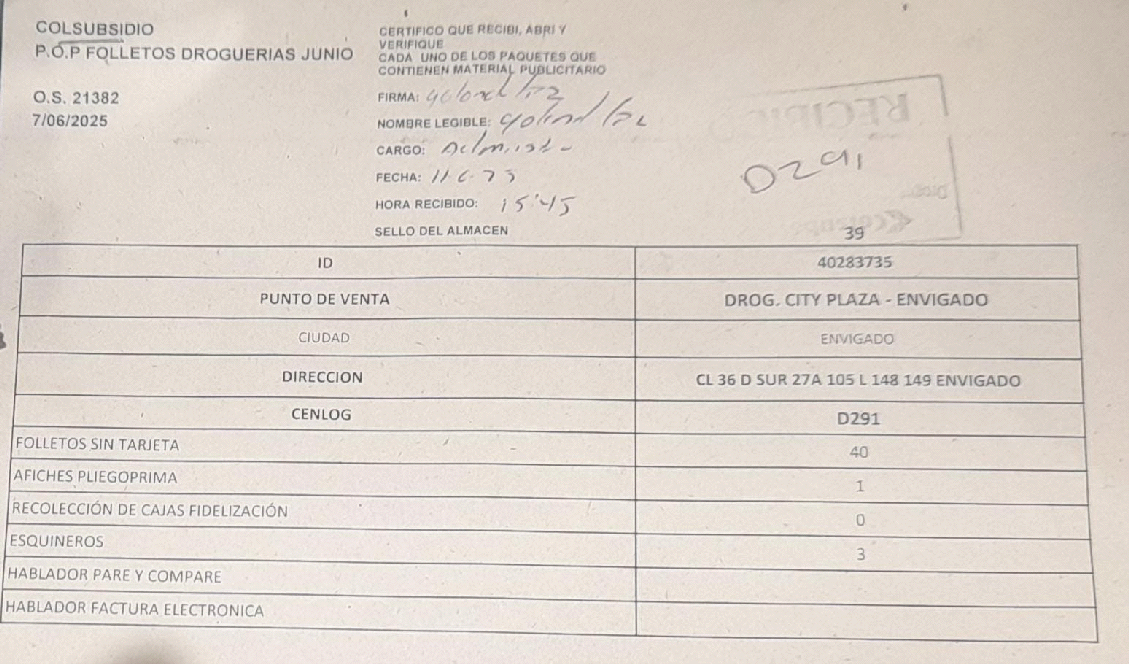 COLSUBSIDIO
P.O.P FOLLETOS DROGUERIAS JUNIO
O.S. 21382
7/06/2025
CERTIFICO QUE RECIBI, ABRI Y
VERIFIQUE
CADA UNO DE LOS PAQUETES QUE
CONTIENEN MATERIAL PUBLICITARIO
FIRMA:
NOMBRE LEGIBLE:
CARGO:
FECHA: 11-6-
HORA RECIBIDO: 15:45
SELLO DEL ALMACEN
D291
39
ID 40283735
PUNTO DE VENTA DROG. CITY PLAZA - ENVIGADO
CIUDAD ENVIGADO
DIRECCION CL 36 D SUR 27A 105 L 148 149 ENVIGADO
CENLOG D291
FOLLETOS SIN TARJETA 40
AFICHES PLIEGOPRIMA 1
RECOLECCIÓN DE CAJAS FIDELIZACIÓN 0
ESQUINEROS 3
HABLADOR PARE Y COMPARE
HABLADOR FACTURA ELECTRONICA